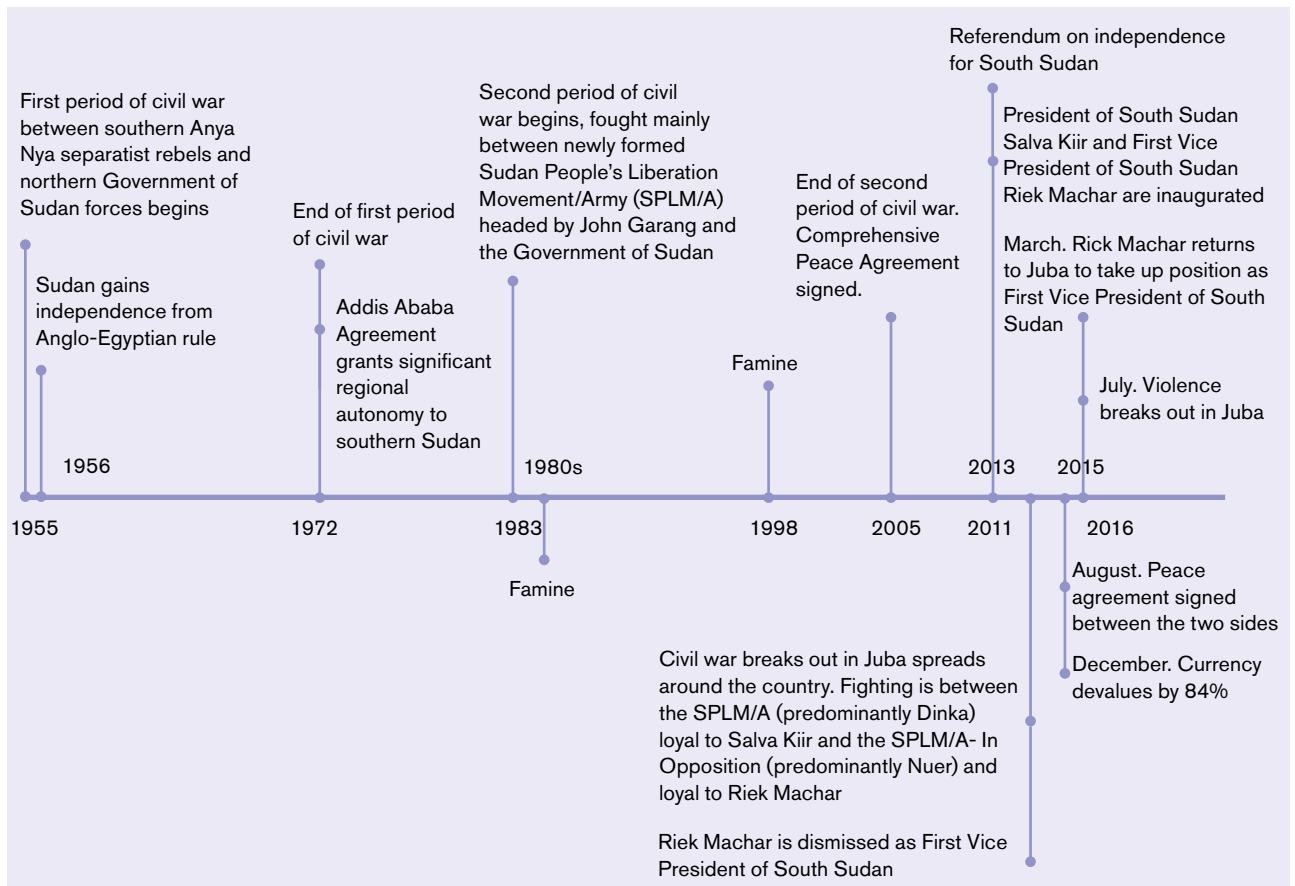 First period of civil war
between southern Anya
Nya separatist rebels and
northern Government of
Sudan forces begins
Sudan gains
independence from
Anglo-Egyptian rule
End of first period
of civil war
Addis Ababa
Agreement
grants significant
regional
autonomy to
southern Sudan
Second period of civil
war begins, fought mainly
between newly formed
Sudan People’s Liberation
Movement/Army (SPLM/A)
headed by John Garang and
the Government of Sudan
Famine
End of second
period of civil war.
Comprehensive
Peace Agreement
signed.
Referendum on independence
for South Sudan
President of South Sudan
Salva Kiir and First Vice
President of South Sudan
Riek Machar are inaugurated
March. Rick Machar returns
to Juba to take up position as
First Vice President of South
Sudan
July. Violence
breaks out in Juba
1956
1980s
2013
2015
1955
1972
1983
1998
2005
2011
2016
Famine
August. Peace
agreement signed
between the two sides
December. Currency
devalues by 84%
Civil war breaks out in Juba spreads
around the country. Fighting is between
the SPLM/A (predominantly Dinka)
loyal to Salva Kiir and the SPLM/A- In
Opposition (predominantly Nuer) and
loyal to Riek Machar
Riek Machar is dismissed as First Vice
President of South Sudan